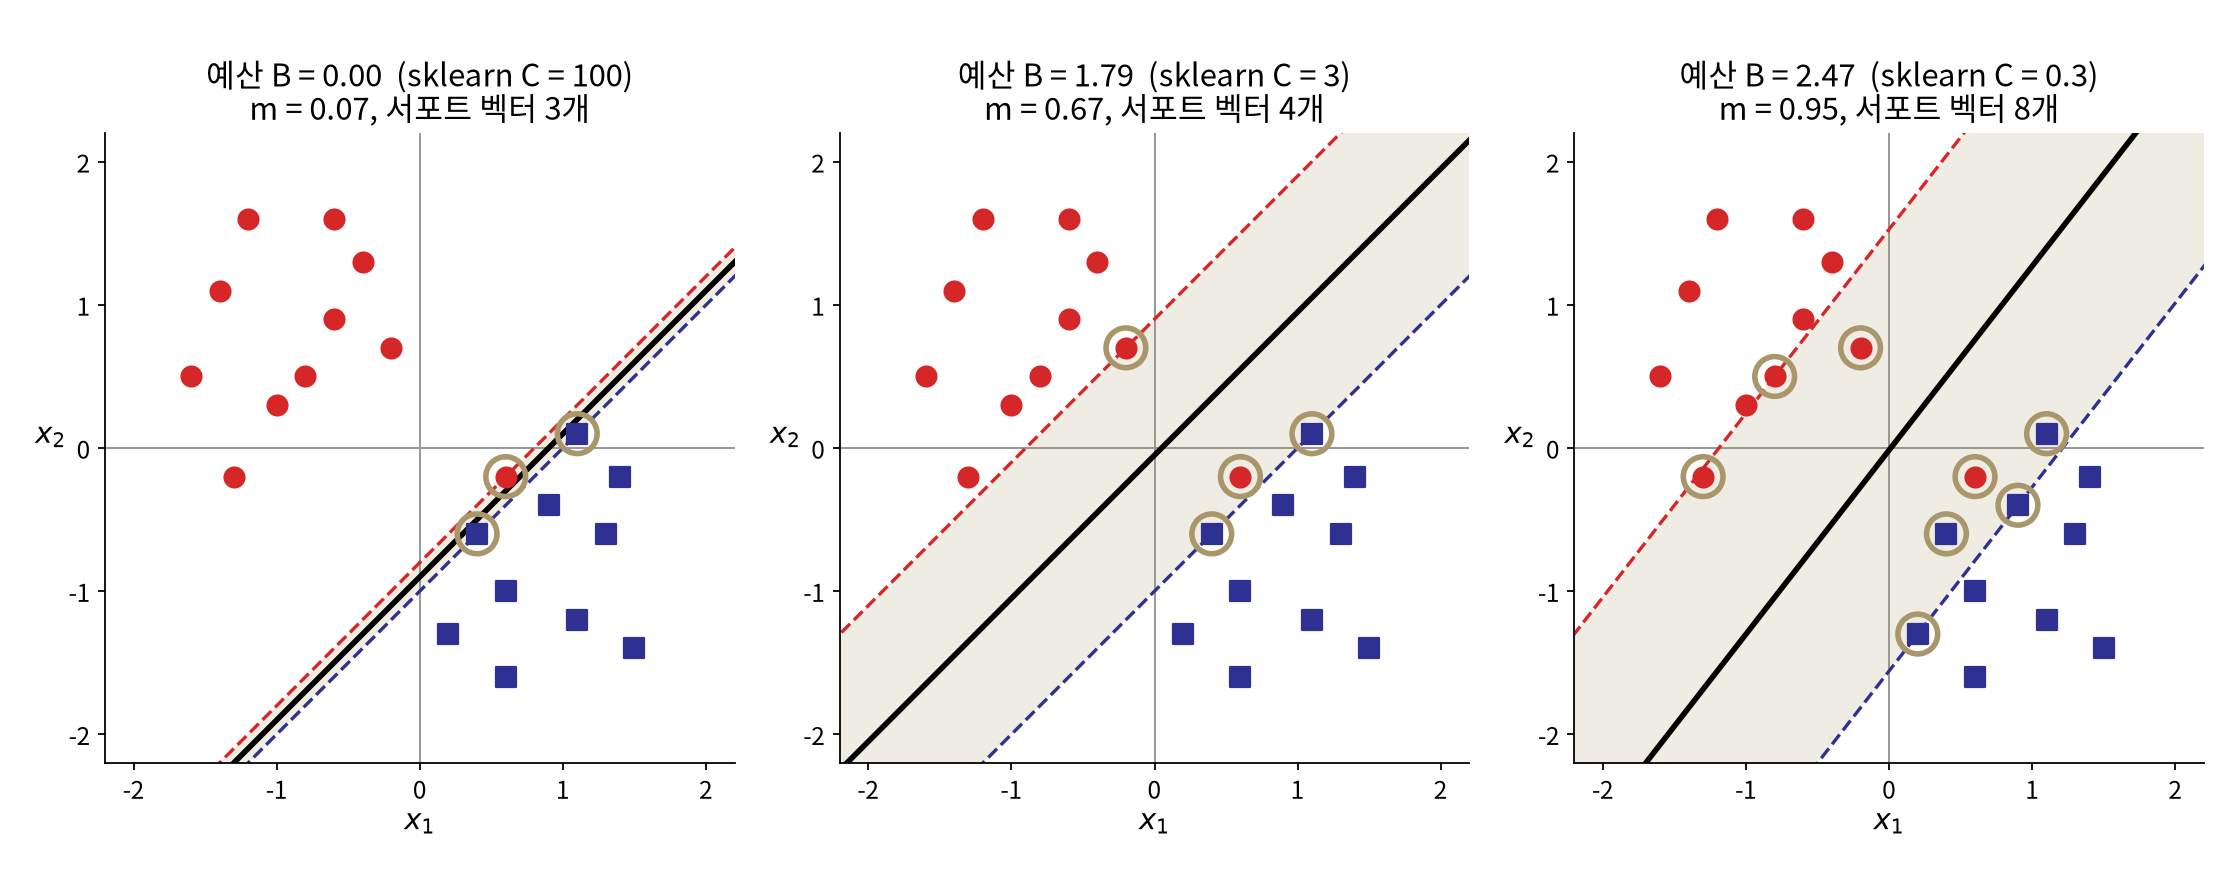 예산 B = 0.00 (sklearn C = 100)
m = 0.07, 서포트 벡터 3개
2
1
0
-1
-2
x₂
-2 -1 0 1 2
x₁
예산 B = 1.79 (sklearn C = 3)
m = 0.67, 서포트 벡터 4개
2
1
0
-1
-2
x₂
-2 -1 0 1 2
x₁
예산 B = 2.47 (sklearn C = 0.3)
m = 0.95, 서포트 벡터 8개
2
1
0
-1
-2
x₂
-2 -1 0 1 2
x₁